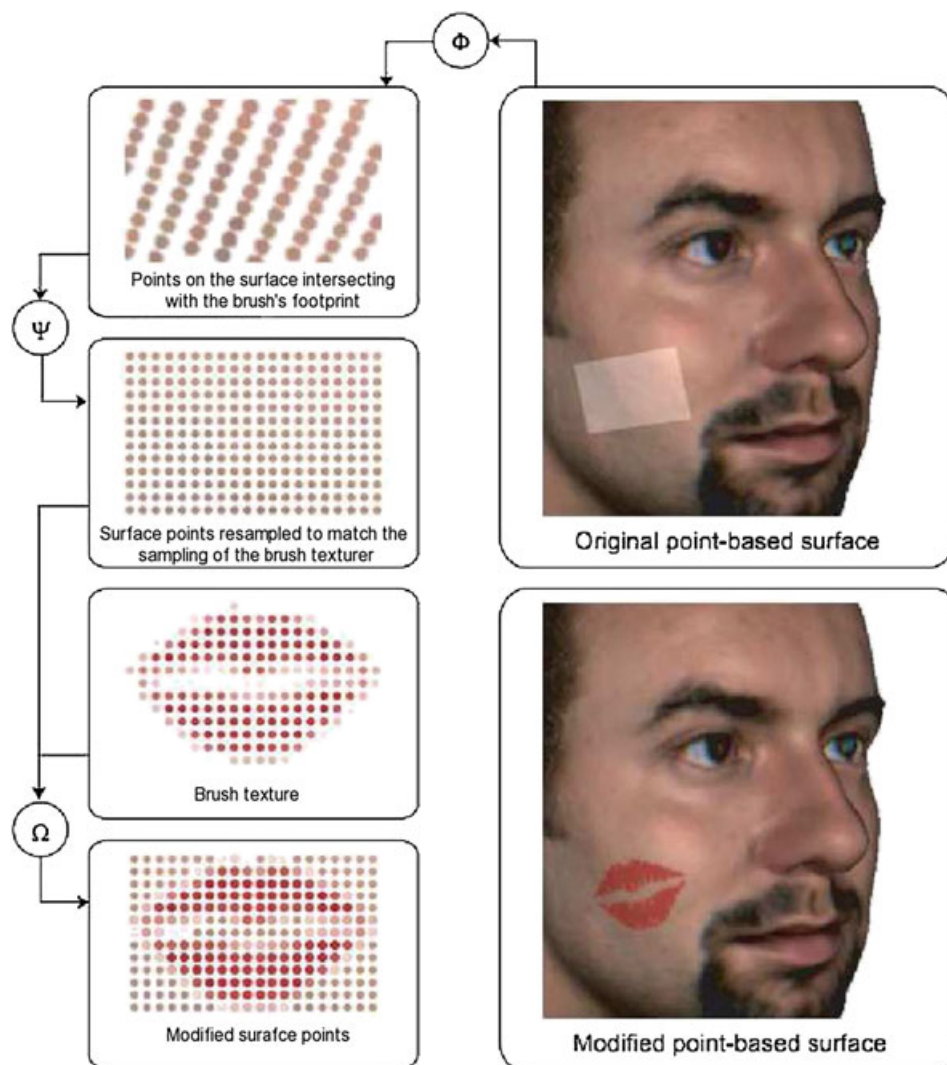 Φ
Points on the surface intersecting
with the brush's footprint
Ψ
Surface points resampled to match the
sampling of the brush texturer
Original point-based surface
Brush texture
Ω
Modified surafce points
Modified point-based surface